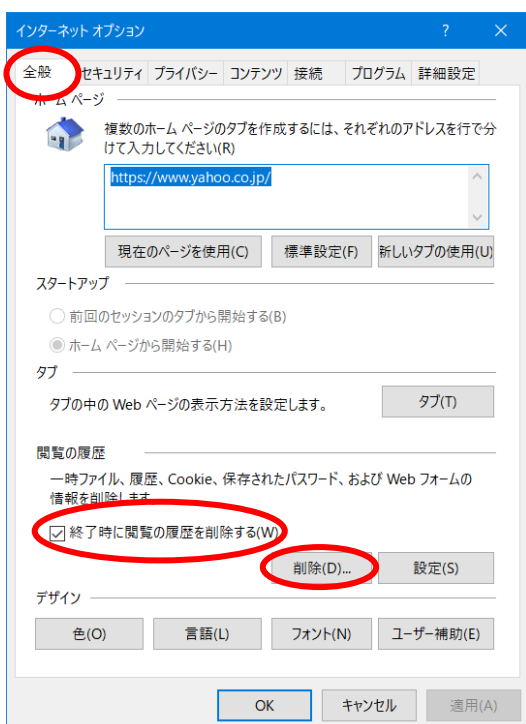 インターネット オプション ? ×
全般 セキュリティ プライバシー コンテンツ 接続 プログラム 詳細設定
ホーム ページ
複数のホーム ページのタブを作成するには、それぞれのアドレスを行で分
けて入力してください(R)
https://www.yahoo.co.jp/
現在のページを使用(C) 標準設定(F) 新しいタブの使用(U)
スタートアップ
前回のセッションのタブから開始する(B)
ホーム ページから開始する(H)
タブ
タブの中の Web ページの表示方法を設定します。 タブ(T)
閲覧の履歴
一時ファイル、履歴、Cookie、保存されたパスワード、および Web フォームの
情報を削除します
終了時に閲覧の履歴を削除する(W)
削除(D)... 設定(S)
デザイン
色(O) 言語(L) フォント(N) ユーザー補助(E)
OK キャンセル 適用(A)